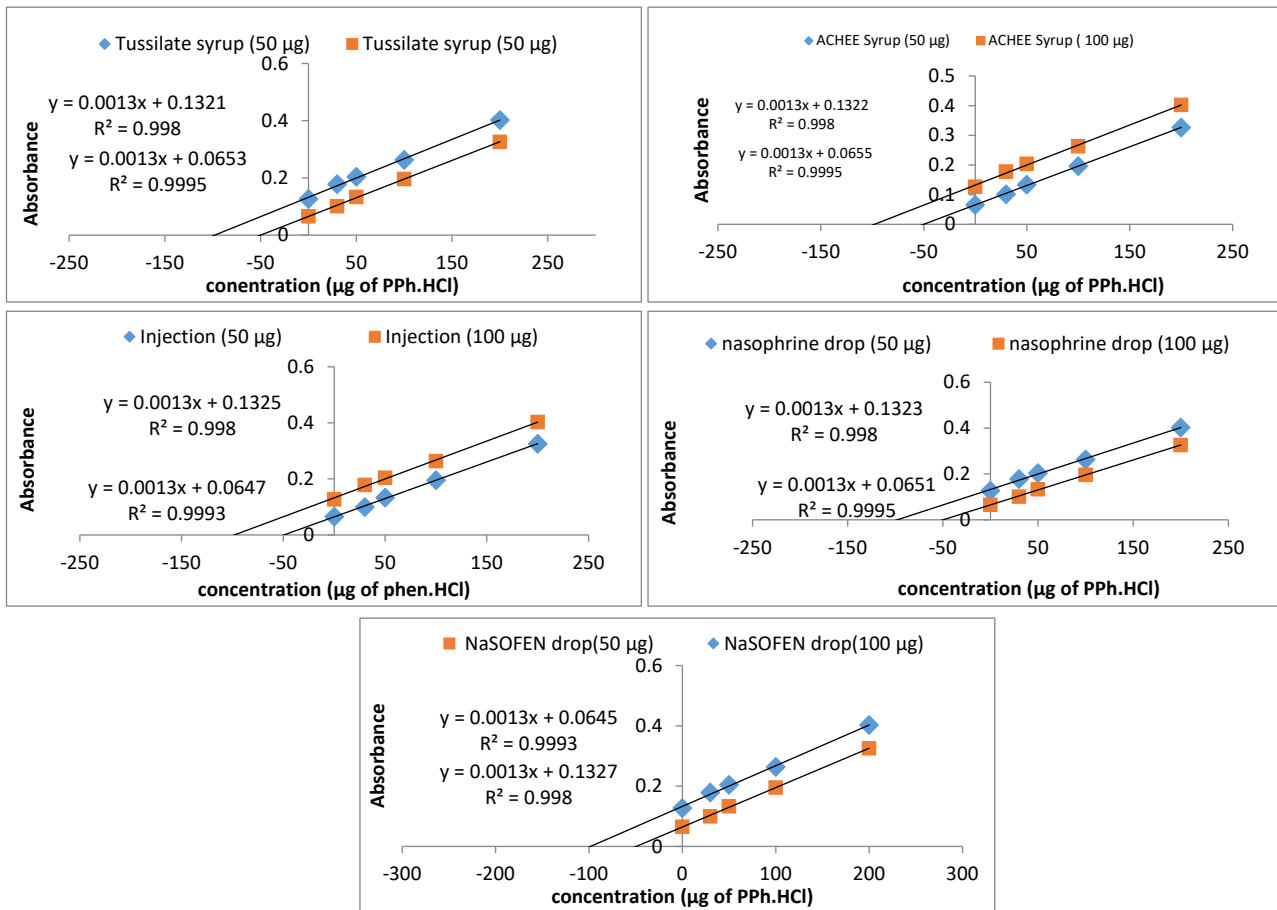 Tussilate syrup (50 µg) Tussilate syrup (50 µg)
y = 0.0013x + 0.1321
R² = 0.998
y = 0.0013x + 0.0653
R² = 0.9995
Absorbance
0.6
0.4
0.2
0
-250 -150 -50 50 150 250
conentration (µg of PPh.HCl)
ACHEE Syrup (50 µg) ACHEE Syrup ( 100 µg)
y = 0.0013x + 0.1322
R² = 0.998
y = 0.0013x + 0.0655
R² = 0.9995
Absorbance
0.5
0.4
0.3
0.2
0.1
0
-250 -150 -50 50 150 250
concentration (µg of PPh.HCl)
Injection (50 µg) Injection (100 µg)
y = 0.0013x + 0.1325
R² = 0.998
y = 0.0013x + 0.0647
R² = 0.9993
Absorbance
0.6
0.4
0.2
0
-250 -150 -50 50 150 250
concentration (µg of phen.HCl)
nasophrine drop (50 µg) nasophrine drop (100 µg)
y = 0.0013x + 0.1323
R² = 0.998
y = 0.0013x + 0.0651
R² = 0.9995
Absorbance
0.6
0.4
0.2
0
-250 -150 -50 50 150 250
concentration (µg of PPh.HCl)
NaSOFEN drop(50 µg) NaSOFEN drop(100 µg)
y = 0.0013x + 0.0645
R² = 0.9993
y = 0.0013x + 0.1327
R² = 0.998
Absorbance
0.6
0.4
0.2
0
-300 -200 -100 0 100 200 300
concentration (µg of PPh.HCl)